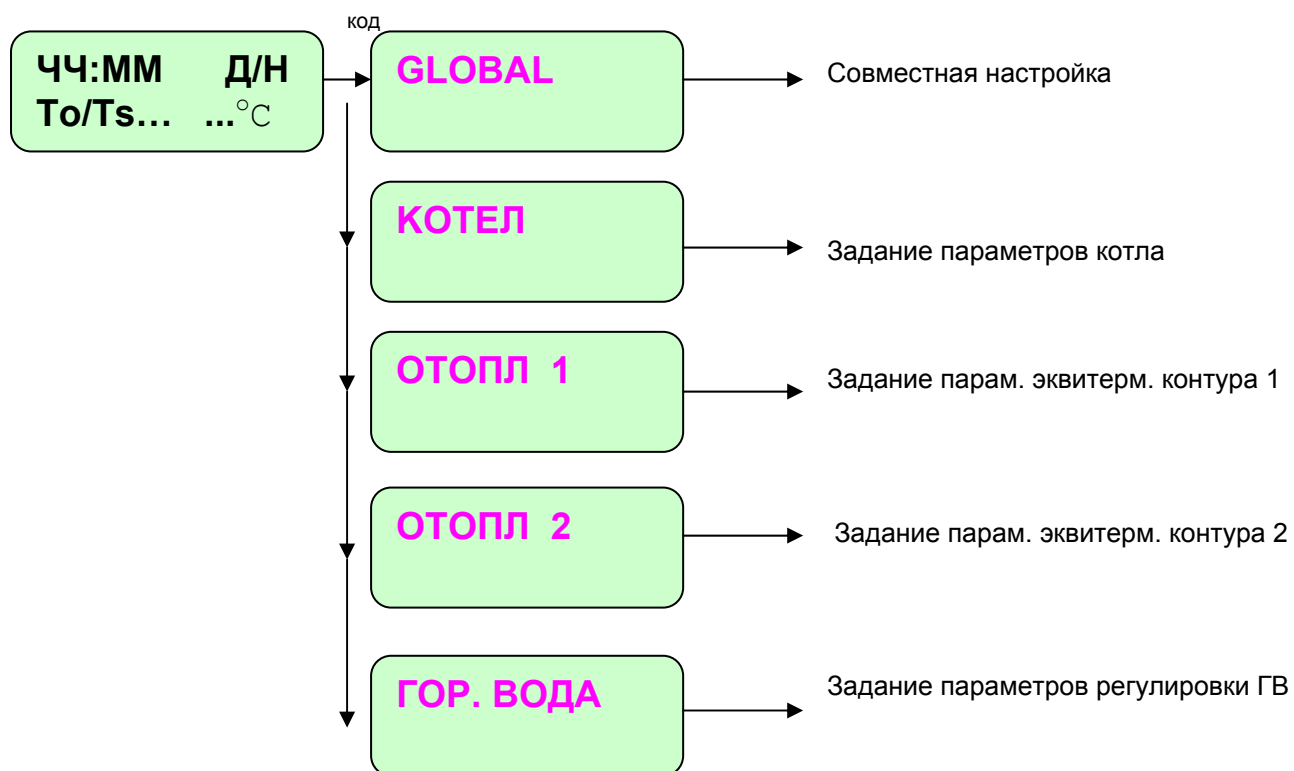 код
ЧЧ:ММ Д/Н
To/Ts… ...°C
GLOBAL
Совместная настройка
КОТЕЛ
Задание параметров котла
ОТОПЛ 1
Задание парам. эквитерм. контура 1
ОТОПЛ 2
Задание парам. эквитерм. контура 2
ГОР. ВОДА
Задание параметров регулировки ГВ